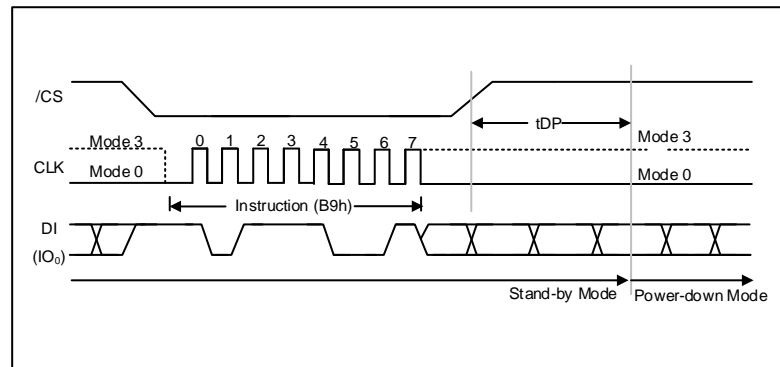 /CS
tDP
Mode 3
0 1 2 3 4 5 6 7
Mode 3
CLK
Mode 0
Mode 0
Instruction (B9h)
DI
(IO₀)
Stand-by Mode
Power-down Mode